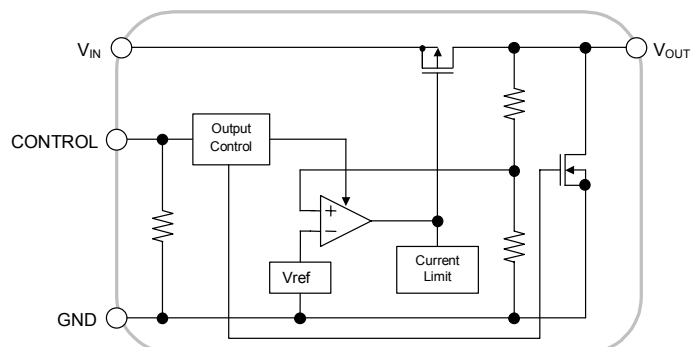 VIN
VOUT
CONTROL
Output
Control
+
−
Vref
Current
Limit
GND